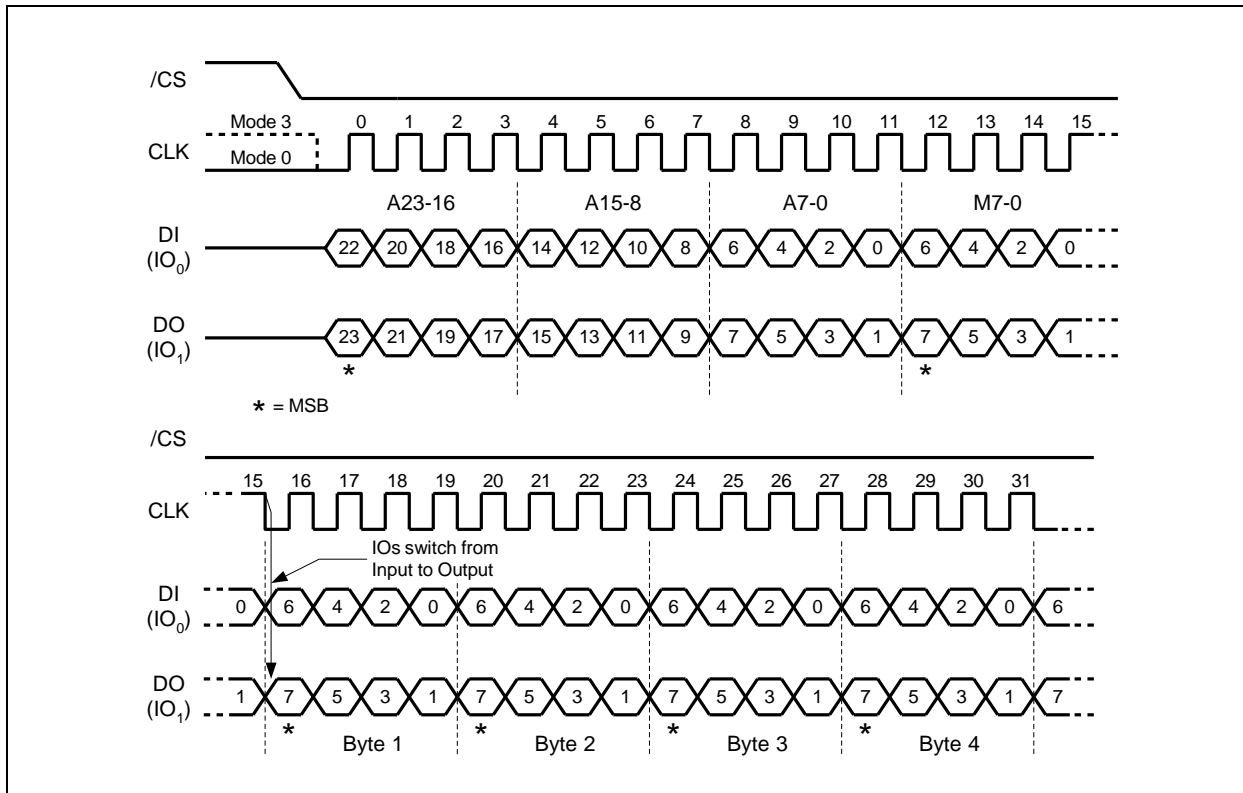 /CS
Mode 3
0 1 2 3 4 5 6 7 8 9 10 11 12 13 14 15
CLK
Mode 0
A23-16 A15-8 A7-0 M7-0
DI
(IO0)
22 20 18 16 14 12 10 8 6 4 2 0 6 4 2 0
DO
(IO1)
23 21 19 17 15 13 11 9 7 5 3 1 7 5 3 1
* *
* = MSB
/CS
15 16 17 18 19 20 21 22 23 24 25 26 27 28 29 30 31
CLK
IOs switch from
Input to Output
DI
(IO0)
0 6 4 2 0 6 4 2 0 6 4 2 0 6 4 2 0 6
DO
(IO1)
1 7 5 3 1 7 5 3 1 7 5 3 1 7 5 3 1 7
* * * *
Byte 1 Byte 2 Byte 3 Byte 4